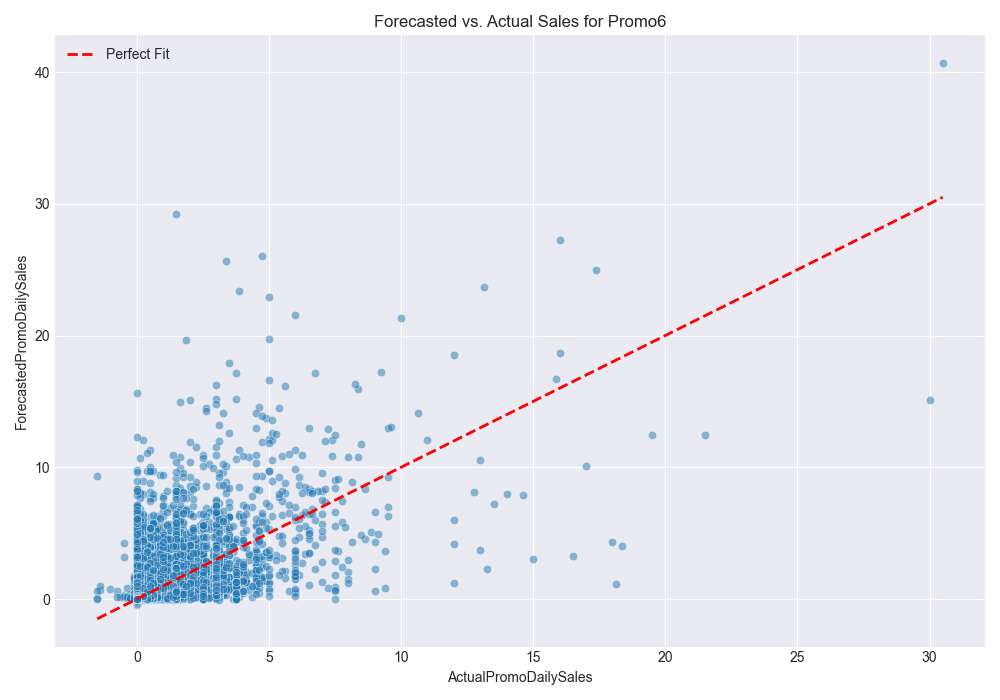 Forecasted vs. Actual Sales for Promo6
Perfect Fit
40
30
20
10
0
ForecastedPromoDailySales
0 5 10 15 20 25 30
ActualPromoDailySales